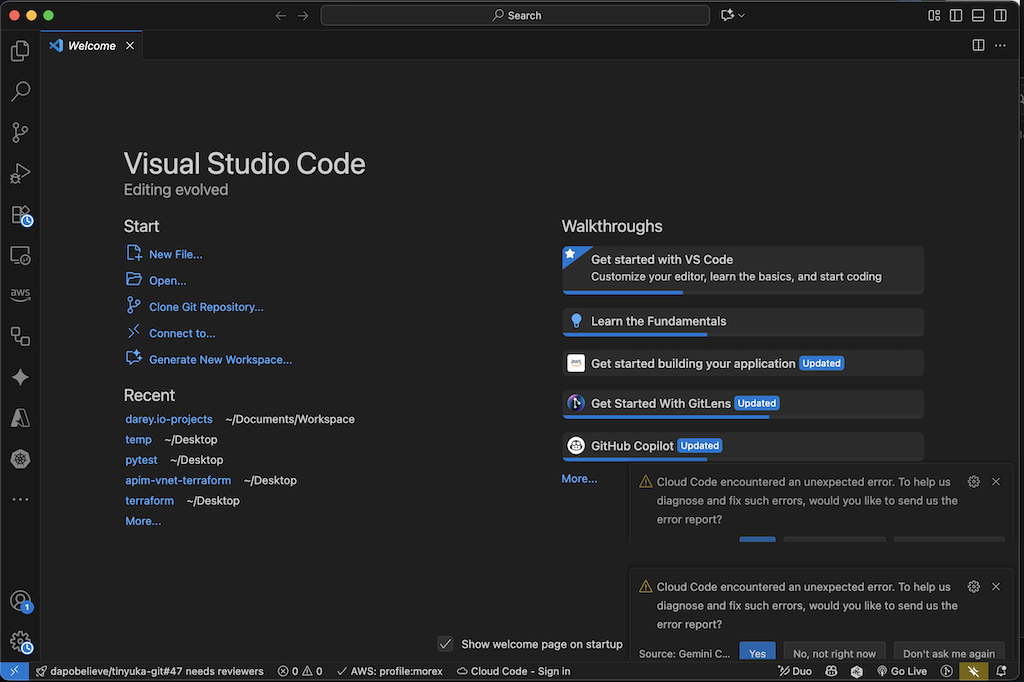 Search
Welcome
Visual Studio Code
Editing evolved
Start
New File...
Open...
Clone Git Repository...
Connect to...
Generate New Workspace...
Recent
darey.io-projects ~/Documents/Workspace
temp ~/Desktop
pytest ~/Desktop
apim-vnet-terraform ~/Desktop
terraform ~/Desktop
More...
Walkthroughs
Get started with VS Code
Customize your editor, learn the basics, and start coding
Learn the Fundamentals
aws Get started building your application Updated
Get Started With GitLens Updated
GitHub Copilot Updated
More...
aws
Cloud Code encountered an unexpected error. To help us
diagnose and fix such errors, would you like to send us the
error report?
Cloud Code encountered an unexpected error. To help us
diagnose and fix such errors, would you like to send us the
error report?
Source: Gemini C... Yes No, not right now Don't ask me again
Show welcome page on startup
1
dapobelieve/tinyuka-git#47 needs reviewers 0 0 AWS: profile:morex Cloud Code - Sign in Duo Go Live